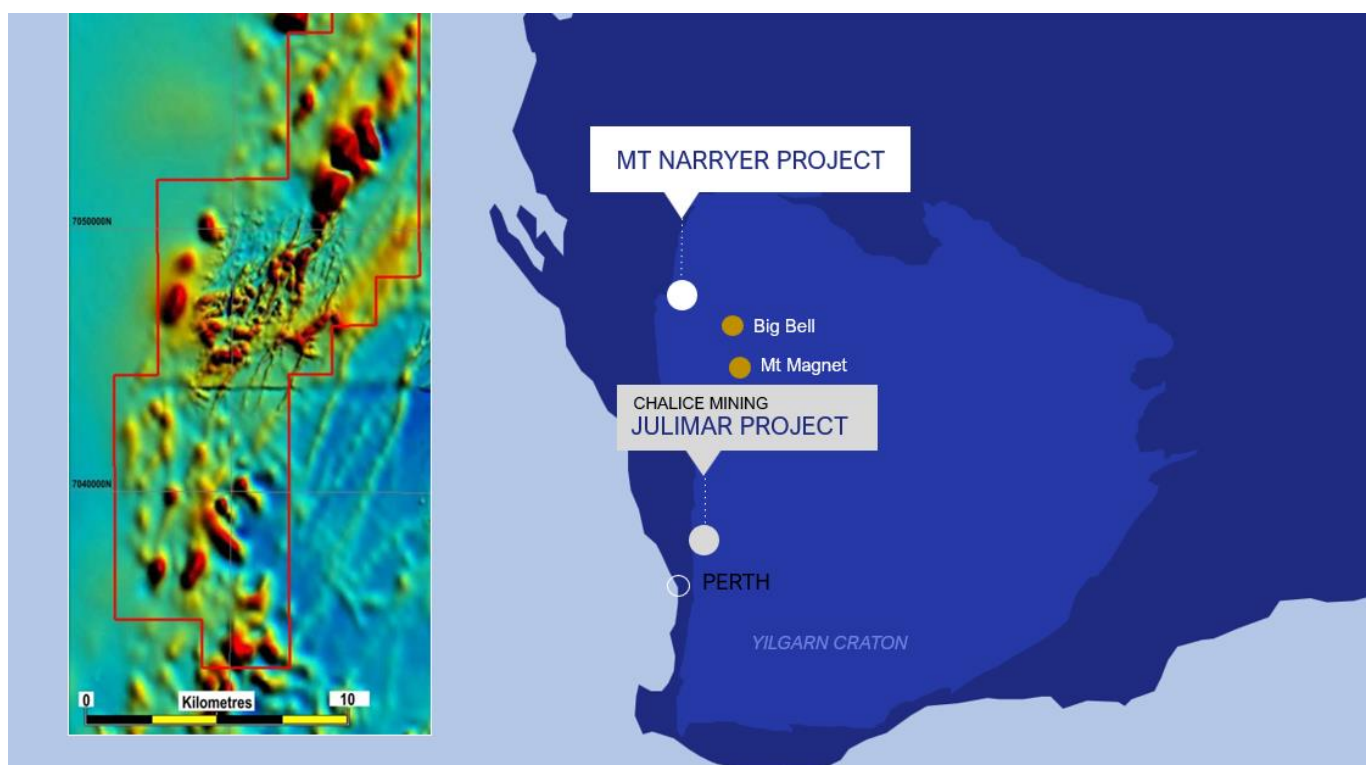 7050000N
7040000N
0 Kilometres 10
MT NARRYER PROJECT
Big Bell
Mt Magnet
CHALICE MINING
JULIMAR PROJECT
PERTH
YILGARN CRATON